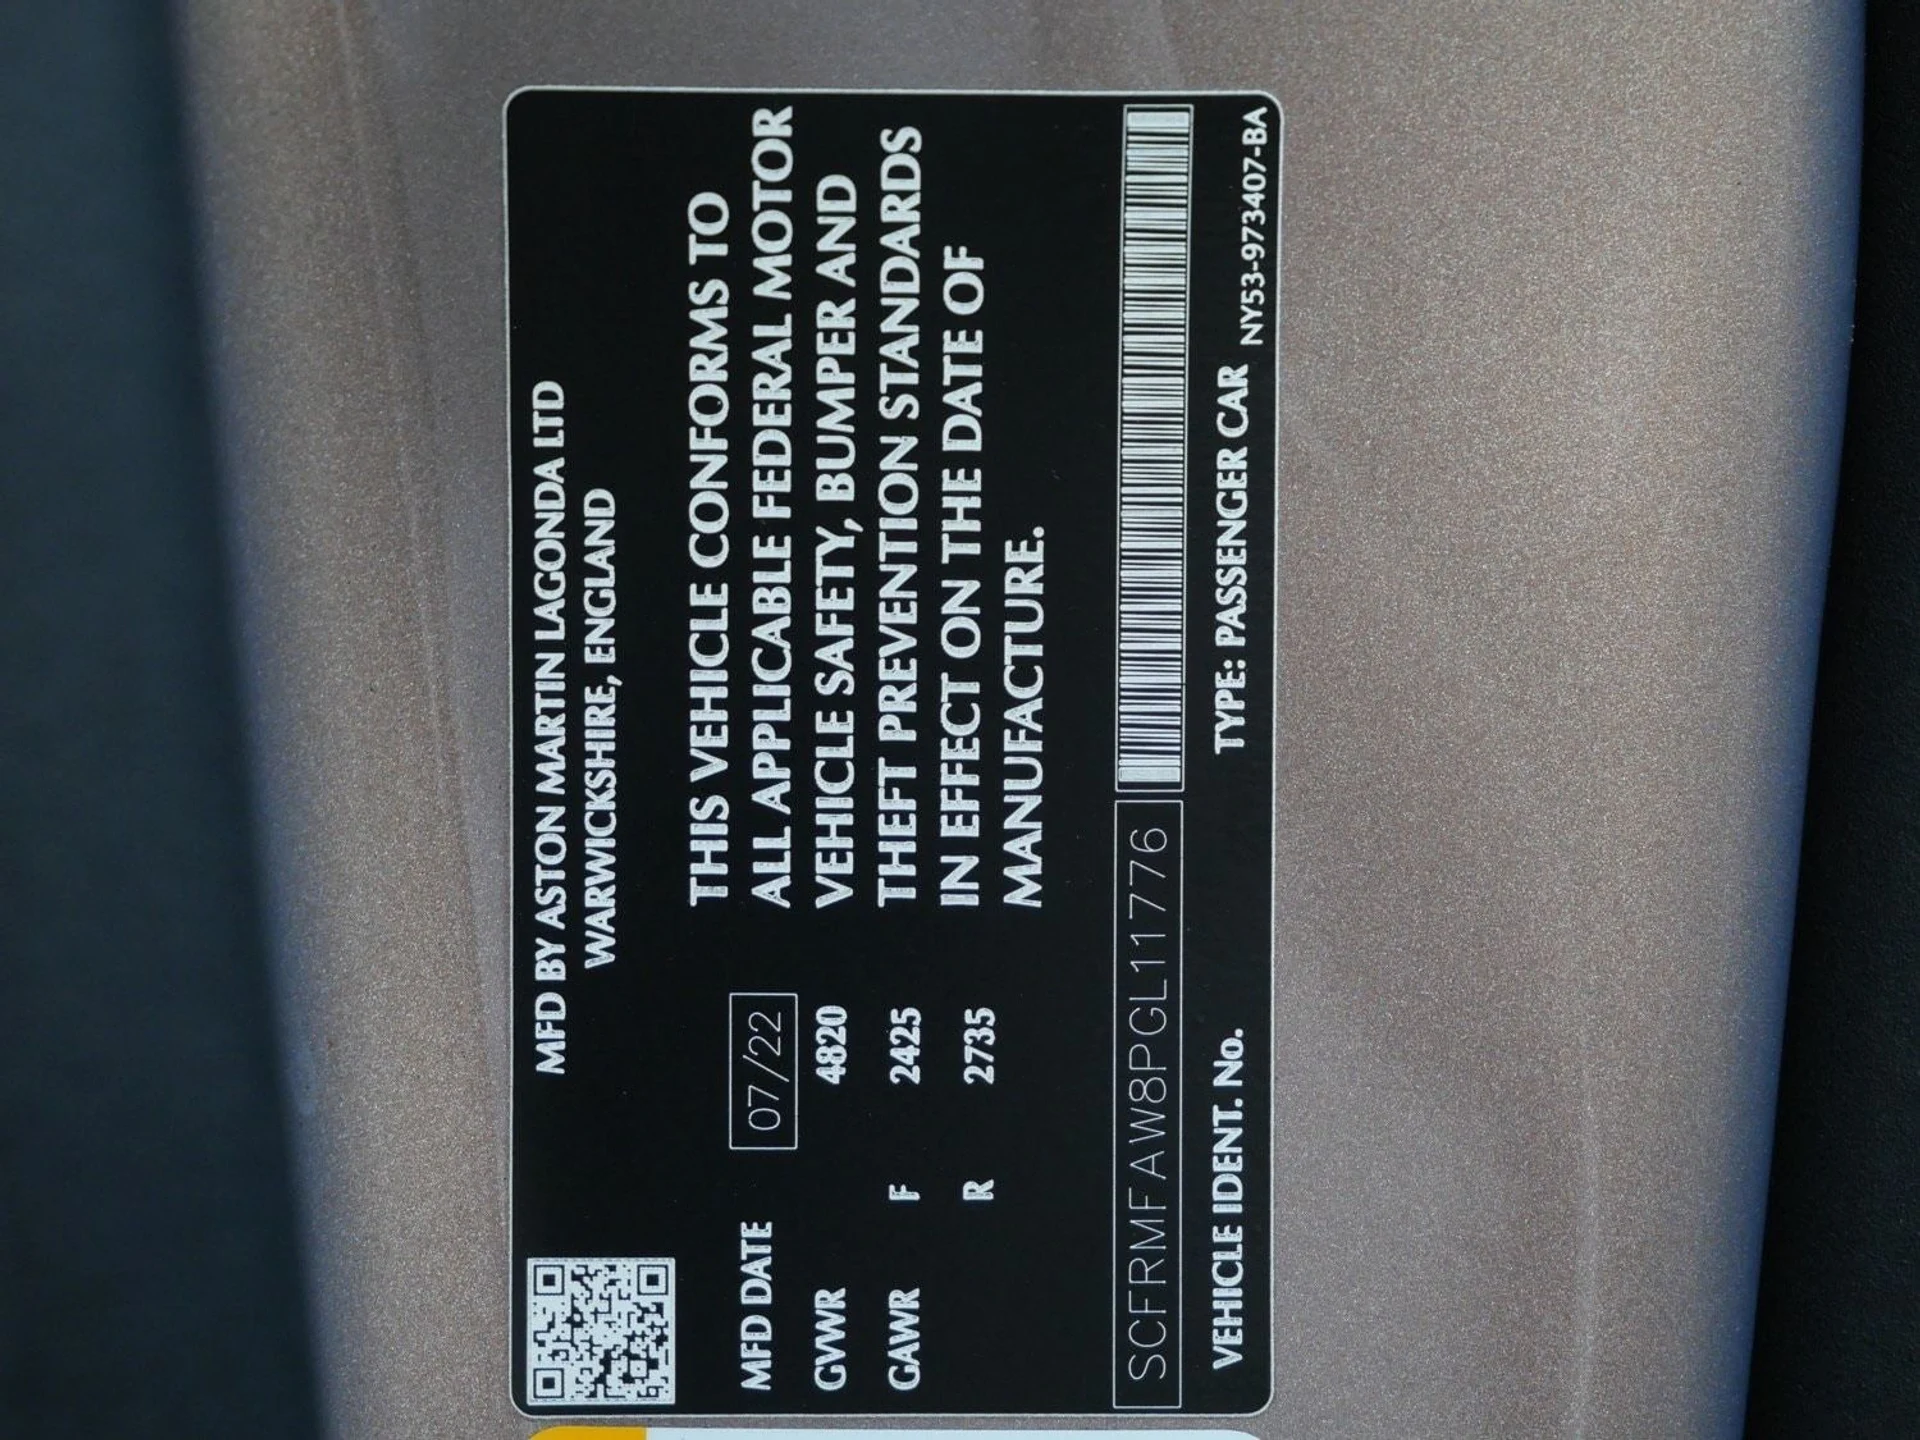 MFD BY ASTON MARTIN LAGONDA LTD
WARWICKSHIRE, ENGLAND
MFD DATE 07/22
GVWR 4820
GAWR F 2425
R 2735
THIS VEHICLE CONFORMS TO
ALL APPLICABLE FEDERAL MOTOR
VEHICLE SAFETY, BUMPER AND
THEFT PREVENTION STANDARDS
IN EFFECT ON THE DATE OF
MANUFACTURE.
SCFRMFAW8PGL11776
VEHICLE IDENT. No. TYPE: PASSENGER CAR
NY53-973407-BA